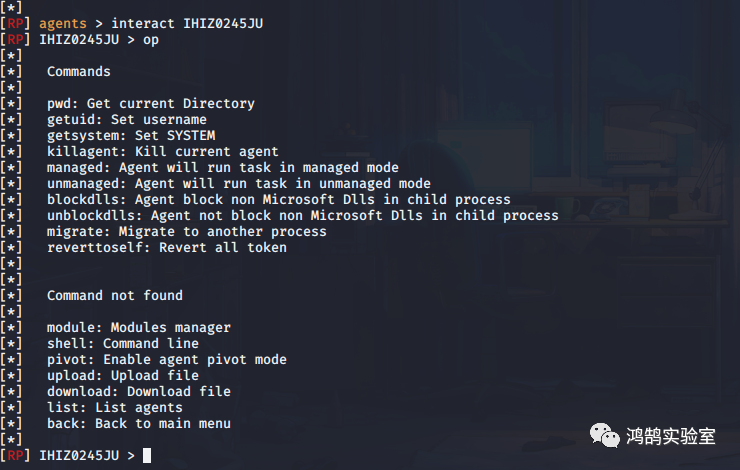 [*]
[RP] agents > interact IHIZ0245JU
[RP] IHIZ0245JU > op
[*]
[*] Commands
[*]
[*] pwd: Get current Directory
[*] getuid: Set username
[*] getsystem: Set SYSTEM
[*] killagent: Kill current agent
[*] managed: Agent will run task in managed mode
[*] unmanaged: Agent will run task in unmanaged mode
[*] blockdlls: Agent block non Microsoft Dlls in child process
[*] unblockdlls: Agent not block non Microsoft Dlls in child process
[*] migrate: Migrate to another process
[*] reverttoself: Revert all token
[*]
[*]
[*] Command not found
[*]
[*] module: Modules manager
[*] shell: Command line
[*] pivot: Enable agent pivot mode
[*] upload: Upload file
[*] download: Download file
[*] list: List agents
[*] back: Back to main menu
[*]
[RP] IHIZ0245JU >
鸿鹄实验室